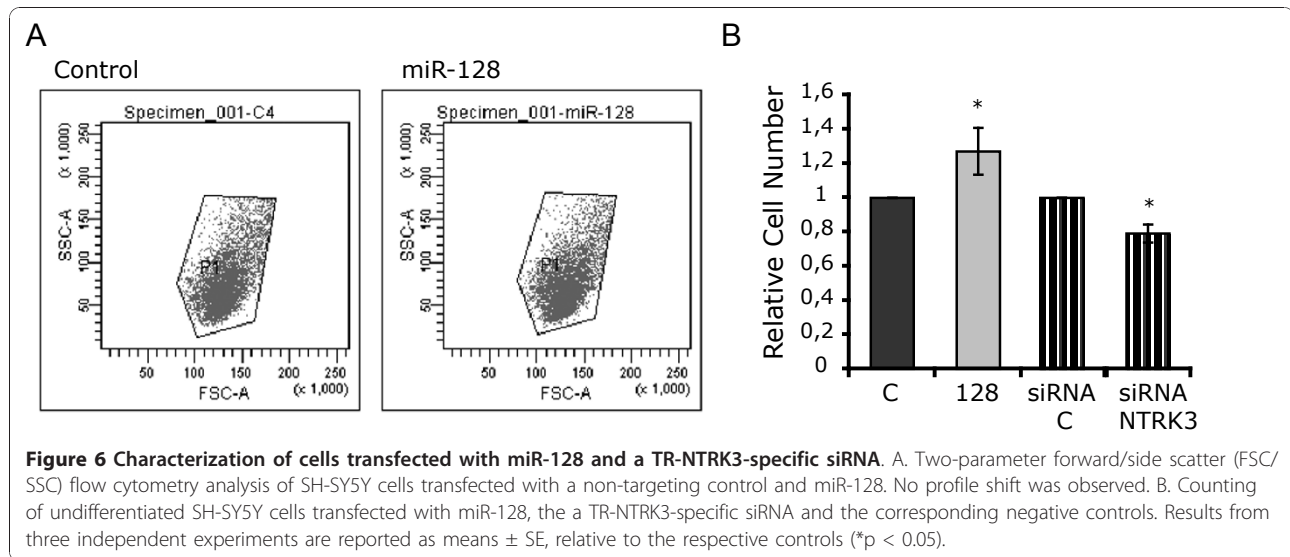 A
Control
miR-128
Specimen_001-C4
250
200
150
100
50
(x 1,000)
SSC-A
P1
50 100 150 200 250
FSC-A
(x 1,000)
Specimen_001-miR-128
250
200
150
100
50
(x 1,000)
SSC-A
P1
50 100 150 200 250
FSC-A
(x 1,000)
B
Relative Cell Number
1,6
1,4
1,2
1
0,8
0,6
0,4
0,2
0
*
*
C
128
siRNA
C
siRNA
NTRK3
Figure 6 Characterization of cells transfected with miR-128 and a TR-NTRK3-specific siRNA. A. Two-parameter forward/side scatter (FSC/
SSC) flow cytometry analysis of SH-SY5Y cells transfected with a non-targeting control and miR-128. No profile shift was observed. B. Counting
of undifferentiated SH-SY5Y cells transfected with miR-128, the a TR-NTRK3-specific siRNA and the corresponding negative controls. Results from
three independent experiments are reported as means ± SE, relative to the respective controls (*p < 0.05).